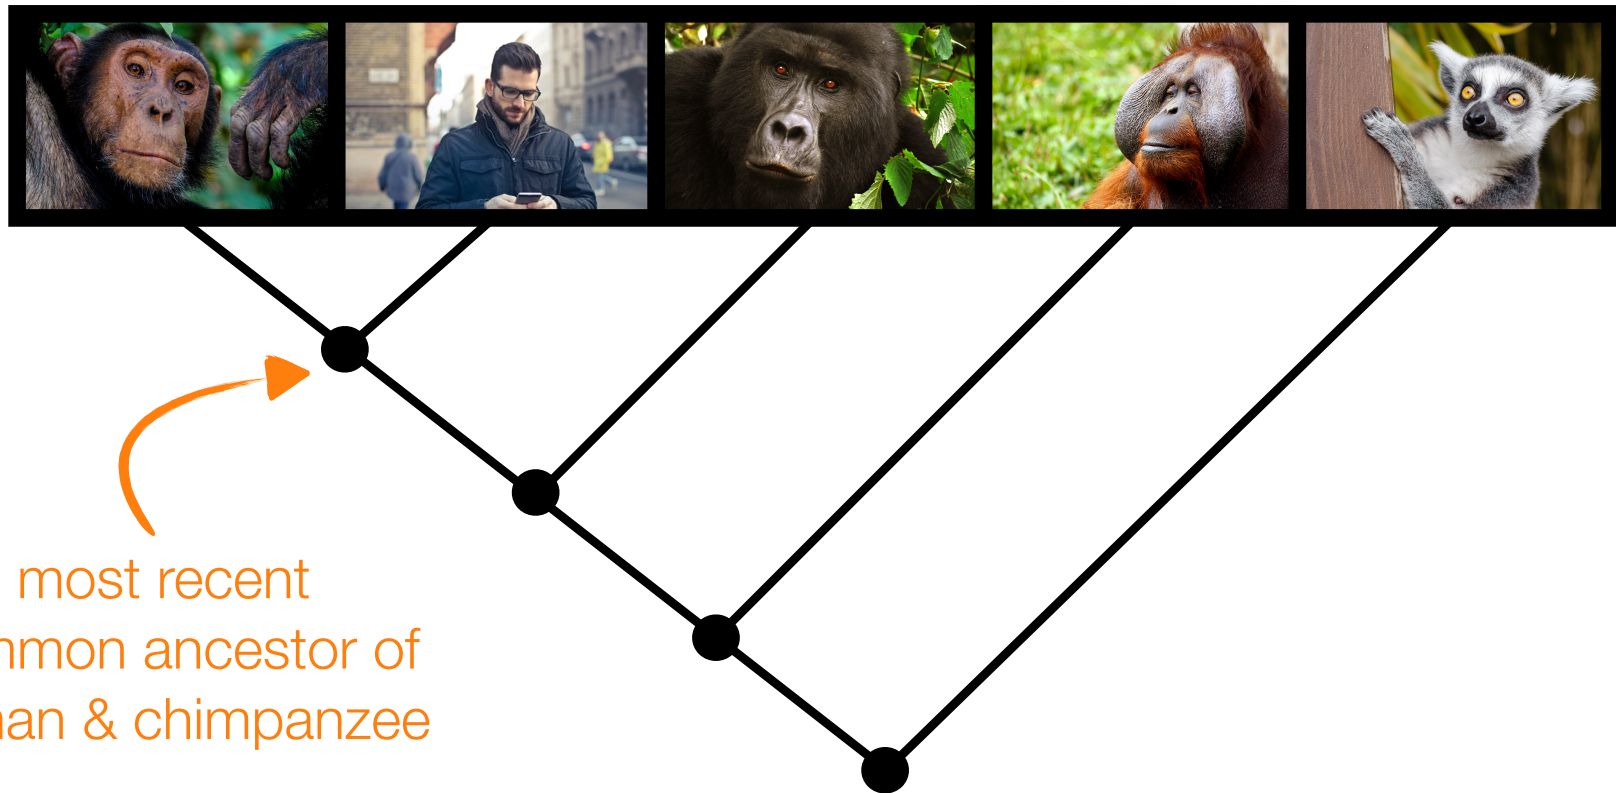 most recent
mmon ancestor of
an & chimpanzee